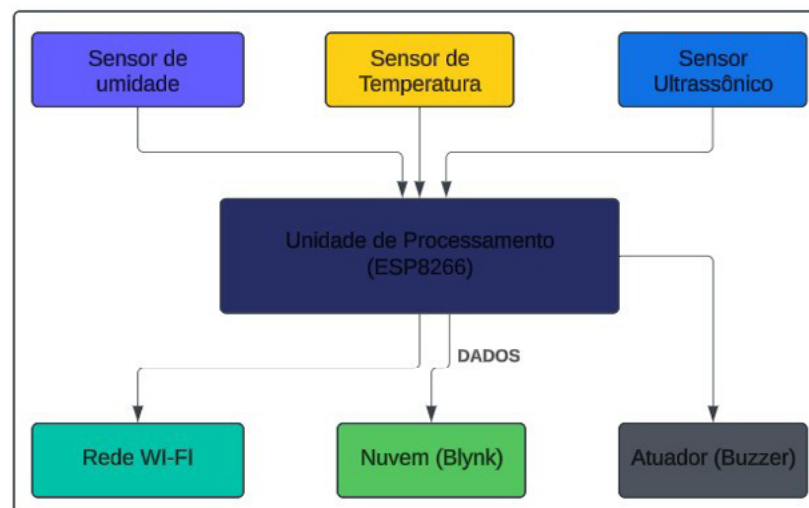 Sensor de
umidade
Sensor de
Temperatura
Sensor
Ultrassônico
Unidade de Processamento
(ESP8266)
DADOS
Rede WI-FI
Nuvem (Blynk)
Atuador (Buzzer)